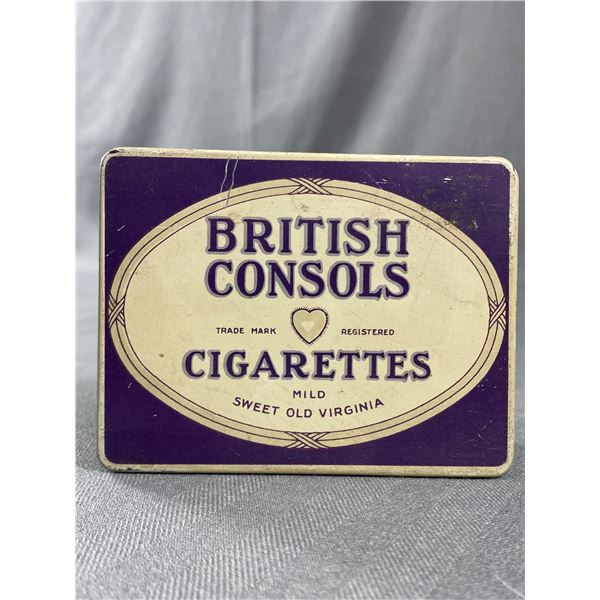 BRITISH
CONSOLS
TRADE MARK REGISTERED
CIGARETTES
MILD
SWEET OLD VIRGINIA